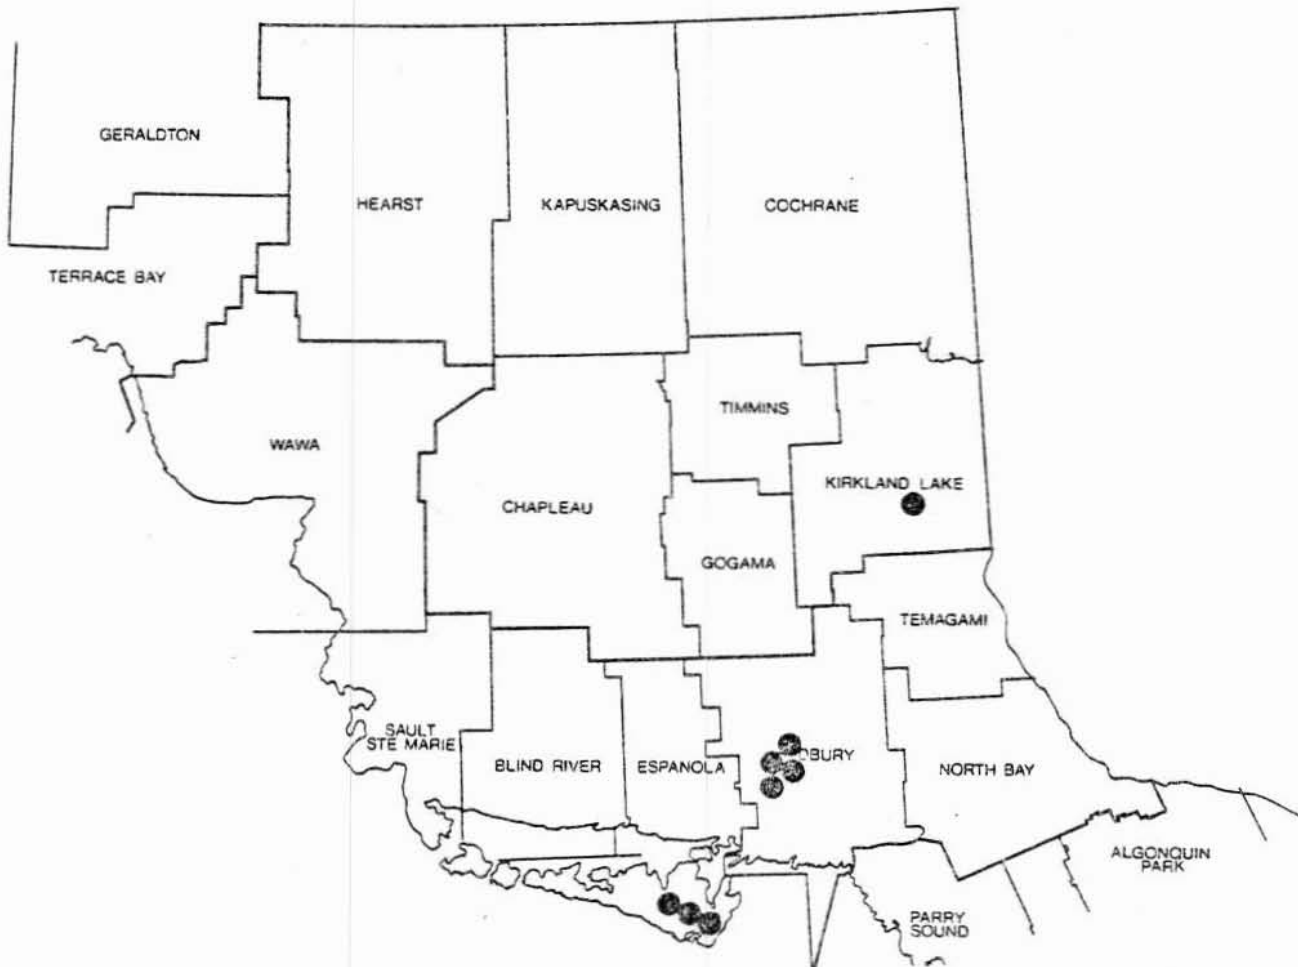 GERALDTON
HEARST
KAPUSKASING
COCHRANE
TERRACE BAY
TIMMINS
WAWA
KIRKLAND LAKE
CHAPLEAU
GOGAMA
TEMAGAMI
SAULT
STE MARIE
BLIND RIVER
ESPANOLA
DBURY
NORTH BAY
ALGONQUIN
PARK
PARRY
SOUND